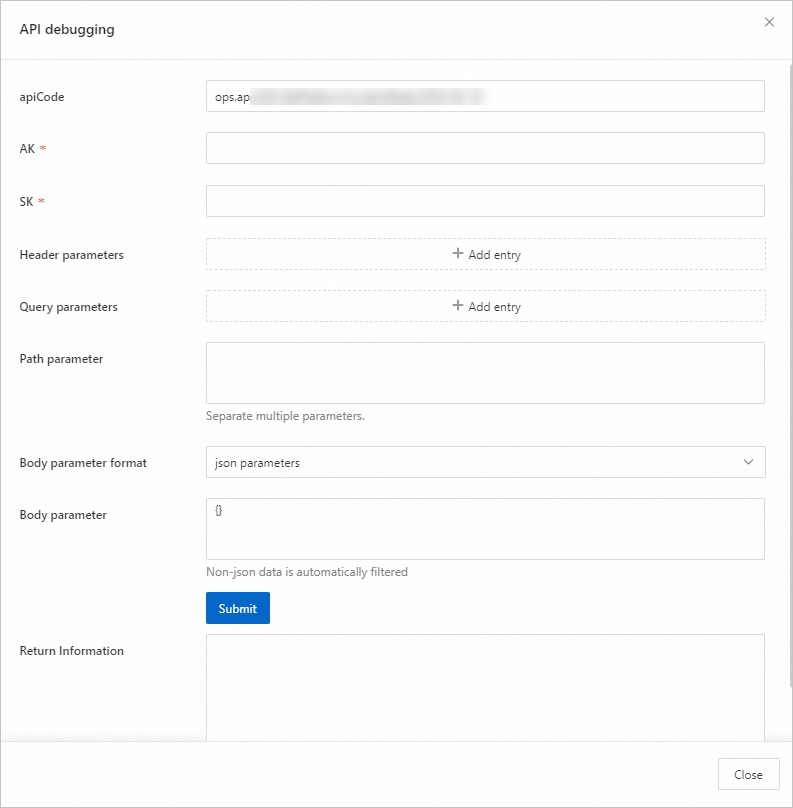 API debugging
apiCode
ops.ap
AK *
SK *
Header parameters
+ Add entry
Query parameters
+ Add entry
Path parameter
Separate multiple parameters.
Body parameter format
json parameters
Body parameter
{}
Non-json data is automatically filtered
Submit
Return Information
Close